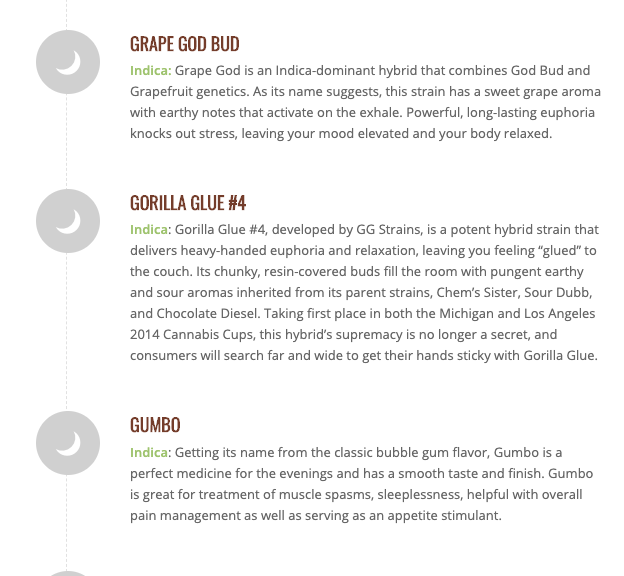 GRAPE GOD BUD
Indica: Grape God is an Indica-dominant hybrid that combines God Bud and
Grapefruit genetics. As its name suggests, this strain has a sweet grape aroma
with earthy notes that activate on the exhale. Powerful, long-lasting euphoria
knocks out stress, leaving your mood elevated and your body relaxed.
GORILLA GLUE #4
Indica: Gorilla Glue #4, developed by GG Strains, is a potent hybrid strain that
delivers heavy-handed euphoria and relaxation, leaving you feeling “glued” to
the couch. Its chunky, resin-covered buds fill the room with pungent earthy
and sour aromas inherited from its parent strains, Chem’s Sister, Sour Dubb,
and Chocolate Diesel. Taking first place in both the Michigan and Los Angeles
2014 Cannabis Cups, this hybrid’s supremacy is no longer a secret, and
consumers will search far and wide to get their hands sticky with Gorilla Glue.
GUMBO
Indica: Getting its name from the classic bubble gum flavor, Gumbo is a
perfect medicine for the evenings and has a smooth taste and finish. Gumbo
is great for treatment of muscle spasms, sleeplessness, helpful with overall
pain management as well as serving as an appetite stimulant.